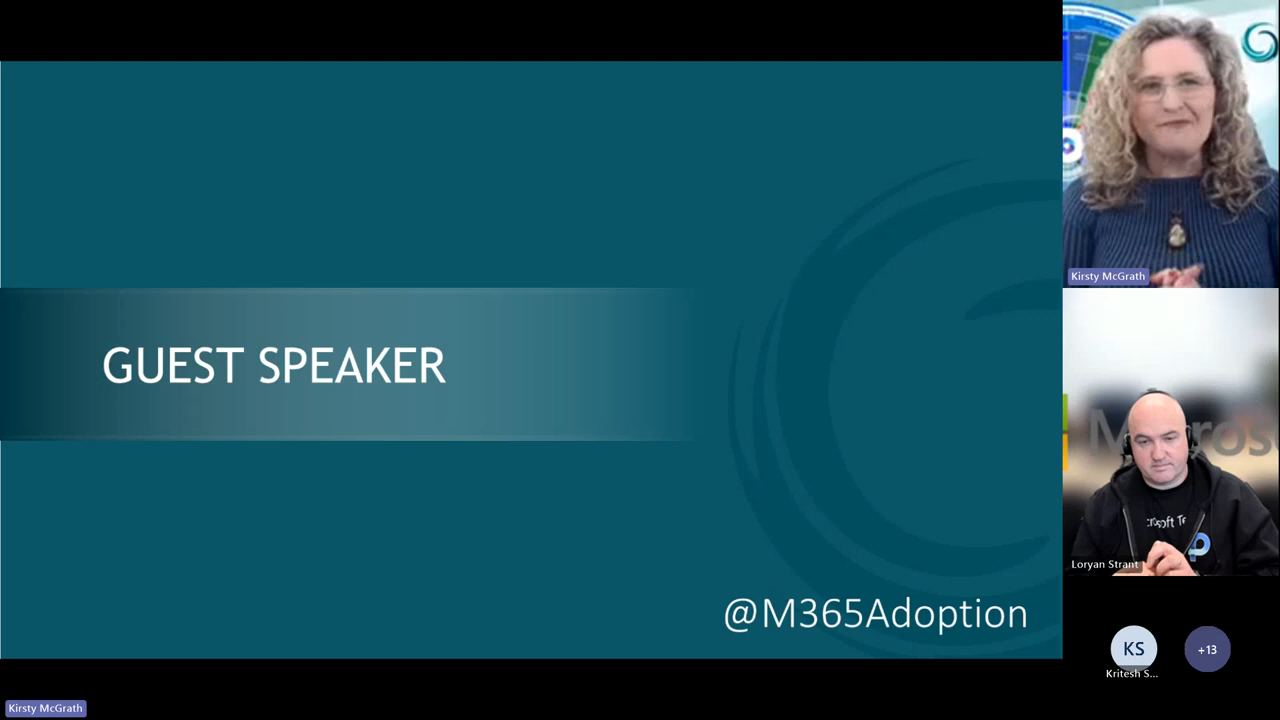 GUEST SPEAKER
@M365Adoption
Kirsty McGrath
Kirsty McGrath
Loryan Strant
KS
Kritesh S...
+13